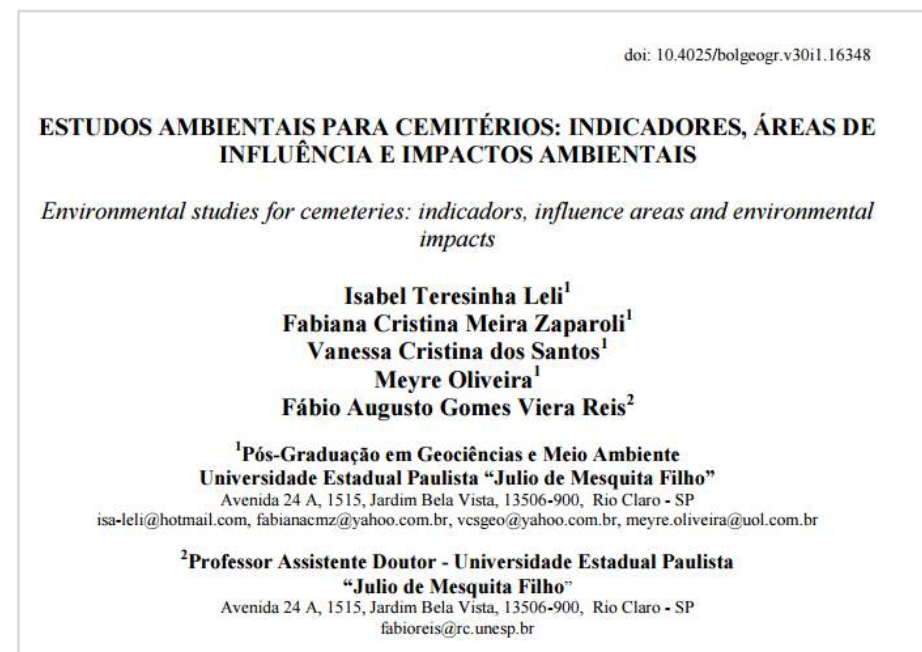 doi: 10.4025/bolgeogr.v30i1.16348
ESTUDOS AMBIENTAIS PARA CEMITÉRIOS: INDICADORES, ÁREAS DE
INFLUÊNCIA E IMPACTOS AMBIENTAIS
Environmental studies for cemeteries: indicadors, influence areas and environmental
impacts
Isabel Teresinha Leli¹
Fabiana Cristina Meira Zaparoli¹
Vanessa Cristina dos Santos¹
Meyre Oliveira¹
Fábio Augusto Gomes Viera Reis²
¹Pós-Graduação em Geociências e Meio Ambiente
Universidade Estadual Paulista “Julio de Mesquita Filho”
Avenida 24 A, 1515, Jardim Bela Vista, 13506-900, Rio Claro - SP
isa-leli@hotmail.com, fabianacmz@yahoo.com.br, vcsgeo@yahoo.com.br, meyre.oliveira@uol.com.br
²Professor Assistente Doutor - Universidade Estadual Paulista
“Julio de Mesquita Filho”
Avenida 24 A, 1515, Jardim Bela Vista, 13506-900, Rio Claro - SP
fabioreis@rc.unesp.br